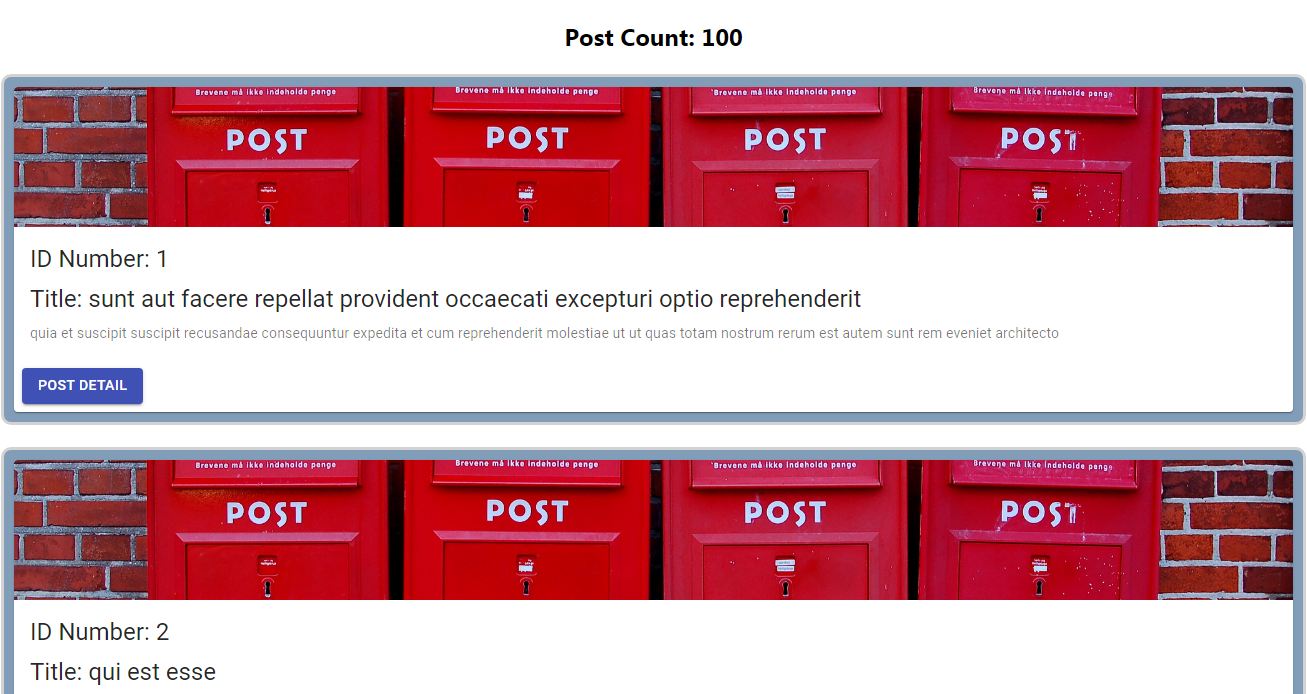 Post Count: 100
Brevene må ikke indeholde penge Brevene må ikke indeholde penge Brevene må ikke indeholde penge Brevene må ikke indeholde penge
POST POST POST POST
ID Number: 1
Title: sunt aut facere repellat provident occaecati excepturi optio reprehenderit
quia et suscipit suscipit recusandae consequuntur expedita et cum reprehenderit molestiae ut ut quas totam nostrum rerum est autem sunt rem eveniet architecto
POST DETAIL
Brevene må ikke indeholde penge Brevene må ikke indeholde penge Brevene må ikke indeholde penge Brevene må ikke indeholde penge
POST POST POST POST
ID Number: 2
Title: qui est esse